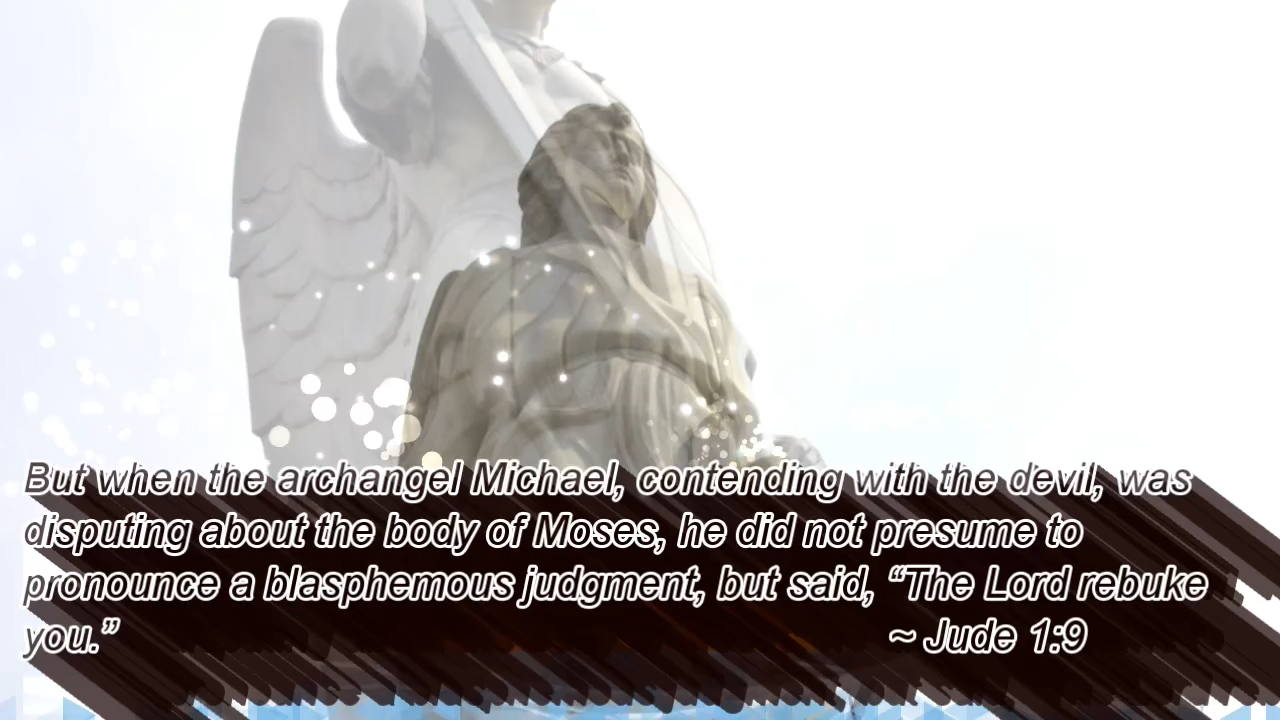 But when the archangel Michael, contending with the devil, was
disputing about the body of Moses, he did not presume to
pronounce a blasphemous judgment, but said, “The Lord rebuke
you.” ~ Jude 1:9